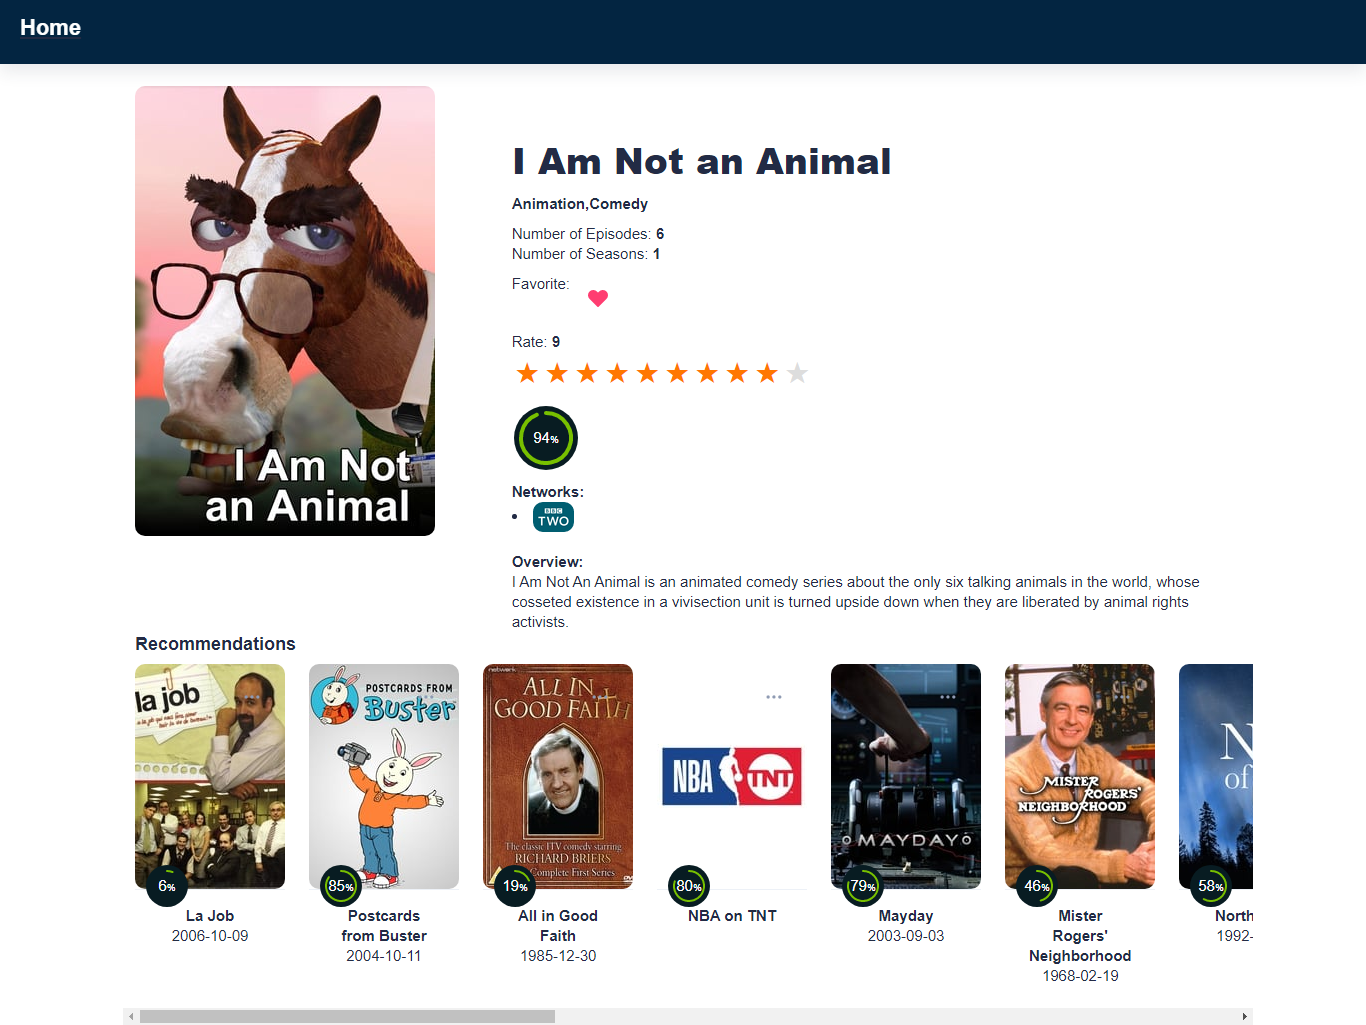 Home
I Am Not
an Animal
I Am Not an Animal
Animation,Comedy
Number of Episodes: 6
Number of Seasons: 1
Favorite:
Rate: 9
94%
Networks:
BBC
TWO
Overview:
I Am Not An Animal is an animated comedy series about the only six talking animals in the world, whose
cosseted existence in a vivisection unit is turned upside down when they are liberated by animal rights
activists.
Recommendations
la job
6%
La Job
2006-10-09
POSTCARDS FROM
Buster
85%
Postcards
from Buster
2004-10-11
network
ALL IN
GOOD FAITH
The classic ITV comedy starring
RICHARD BRIERS
Complete First Series
DVD
19%
All in Good
Faith
1985-12-30
NBA
TNT
80%
NBA on TNT
MAYDAY
79%
Mayday
2003-09-03
MISTER
ROGERS'
NEIGHBORHOOD
46%
Mister
Rogers'
Neighborhood
1968-02-19
N
of
58%
North
1992-